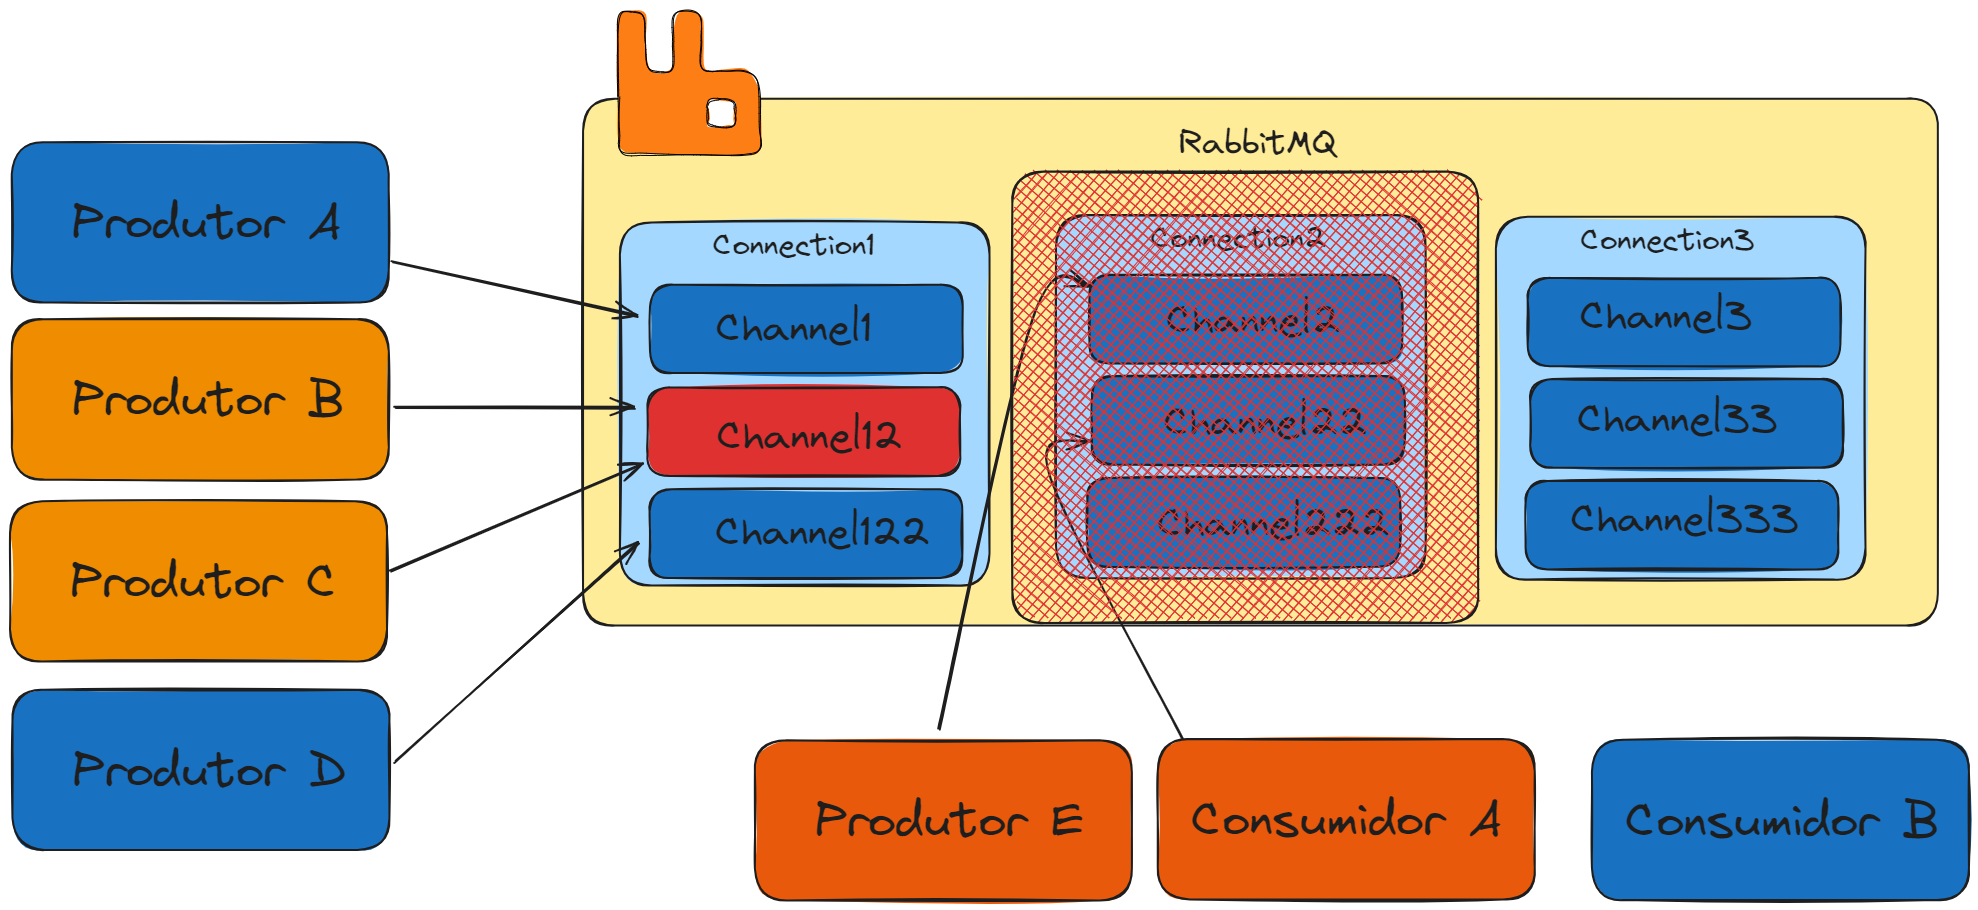 RabbitMQ
Produtor A
Produtor B
Produtor C
Produtor D
Connection1
Channel1
Channel12
Channel122
Connection2
Channel2
Channel22
Channel222
Connection3
Channel3
Channel33
Channel333
Produtor E
Consumidor A
Consumidor B